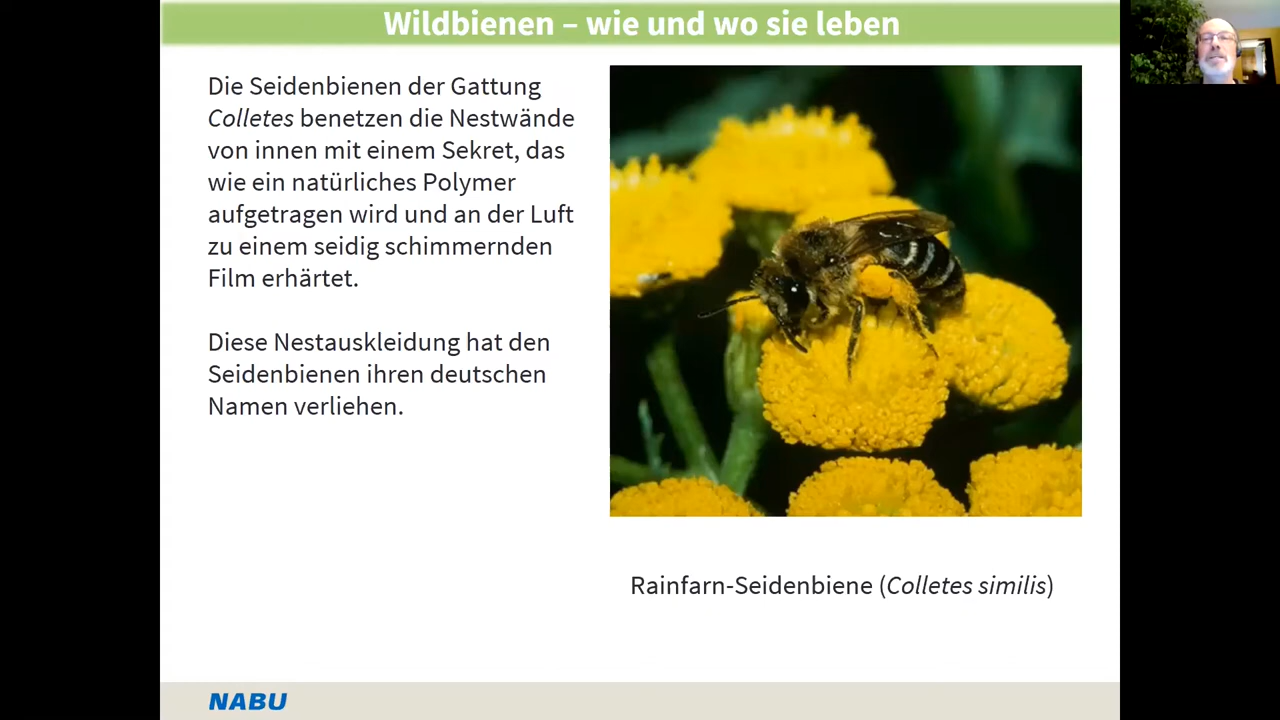 Wildbienen – wie und wo sie leben
Die Seidenbienen der Gattung
Colletes benetzen die Nestwände
von innen mit einem Sekret, das
wie ein natürliches Polymer
aufgetragen wird und an der Luft
zu einem seidig schimmernden
Film erhärtet.
Diese Nestauskleidung hat den
Seidenbienen ihren deutschen
Namen verliehen.
Rainfarn-Seidenbiene (Colletes similis)
NABU